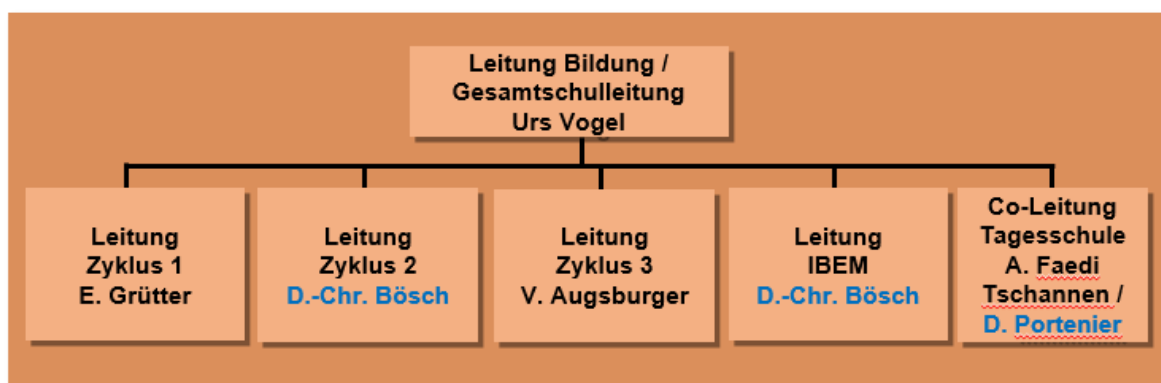 Leitung Bildung /
Gesamtschulleitung
Urs Vogel
Leitung
Zyklus 1
E. Grütter
Leitung
Zyklus 2
D.-Chr. Bösch
Leitung
Zyklus 3
V. Augsburger
Leitung
IBEM
D.-Chr. Bösch
Co-Leitung
Tagesschule
A. Faedi
Tschannen /
D. Portenier